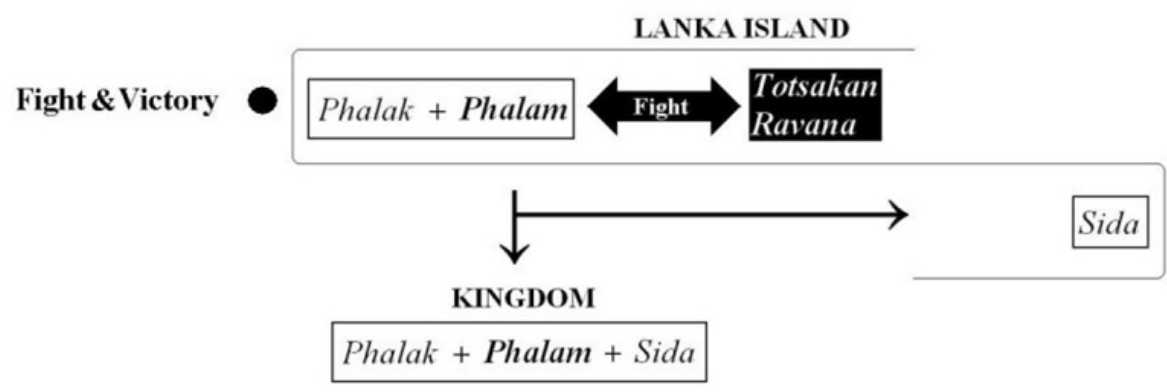 LANKA ISLAND
Fight & Victory
Phalak + Phalam
Fight
Totsakan
Ravana
Sida
KINGDOM
Phalak + Phalam + Sida